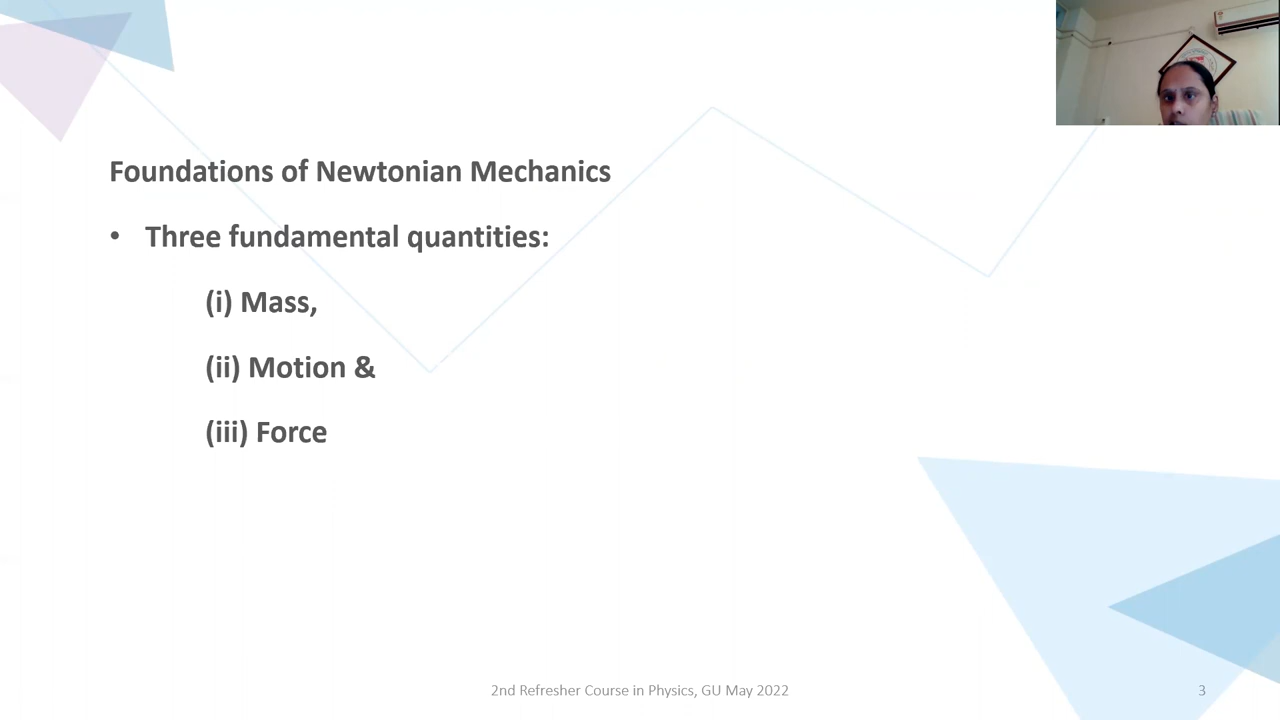 Foundations of Newtonian Mechanics
• Three fundamental quantities:
(i) Mass,
(ii) Motion &
(iii) Force
2nd Refresher Course in Physics, GU May 2022
3